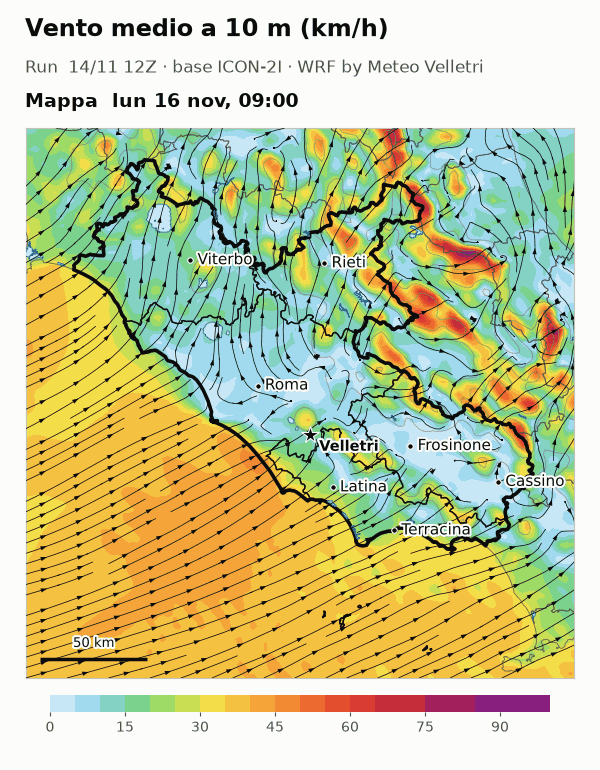 Vento medio a 10 m (km/h)
Run 14/11 12Z · base ICON-2I · WRF by Meteo Velletri
Mappa lun 16 nov, 09:00
Viterbo
Rieti
Roma
Velletri
Frosinone
Cassino
Latina
Terracina
50 km
0 15 30 45 60 75 90